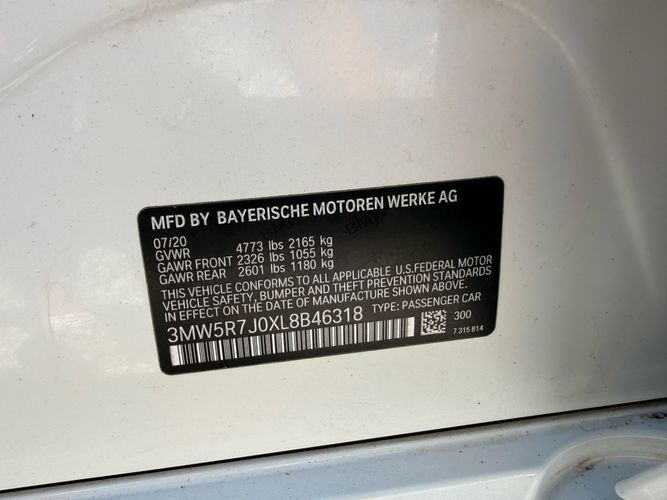 MFD BY BAYERISCHE MOTOREN WERKE AG
07/20
GVWR 4773 lbs 2165 kg
GAWR FRONT 2326 lbs 1055 kg
GAWR REAR 2601 lbs 1180 kg
THIS VEHICLE CONFORMS TO ALL APPLICABLE U.S.FEDERAL MOTOR
VEHICLE SAFETY, BUMPER, AND THEFT PREVENTION STANDARDS
IN EFFECT ON THE DATE OF MANUFACTURE SHOWN ABOVE.
3MW5R7J0XL8B46318 TYPE: PASSENGER CAR
300
7 315 814